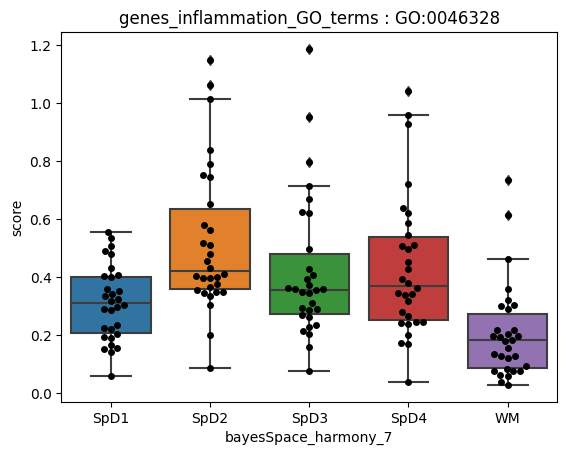 genes_inflammation_GO_terms : GO:0046328
1.2
1.0
0.8
0.6
0.4
0.2
0.0
score
SpD1 SpD2 SpD3 SpD4 WM
bayesSpace_harmony_7